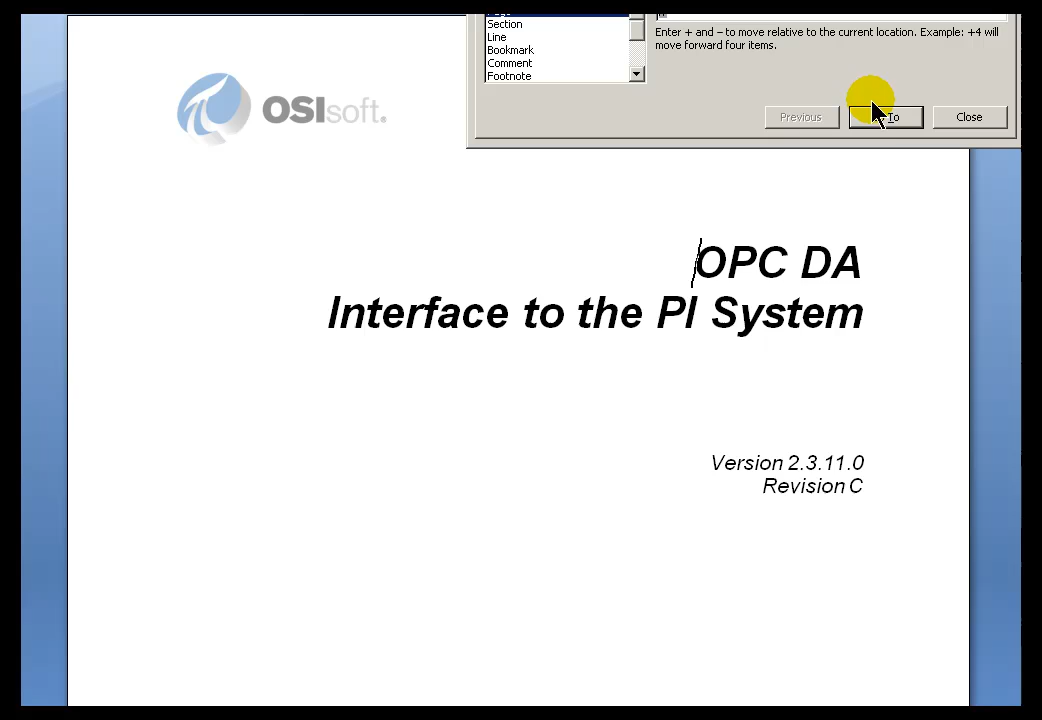 Section
Line
Bookmark
Comment
Footnote
Enter + and – to move relative to the current location. Example: +4 will
move forward four items.
Previous
To
Close
OSIsoft.
OPC DA
Interface to the PI System
Version 2.3.11.0
Revision C